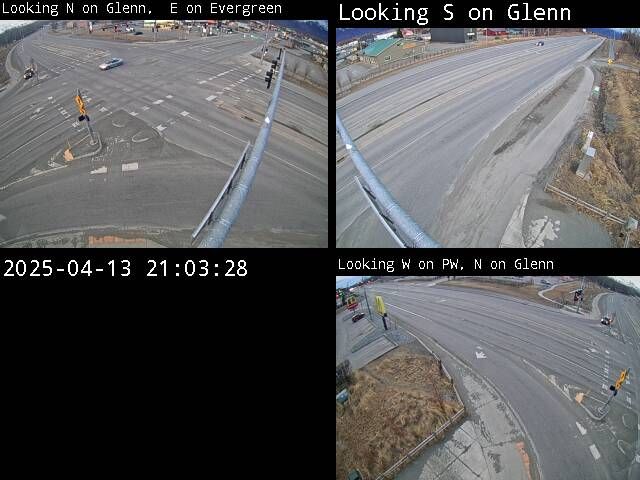 Looking N on Glenn, E on Evergreen
Looking S on Glenn
2025-04-13 21:03:28
Looking W on PW, N on Glenn